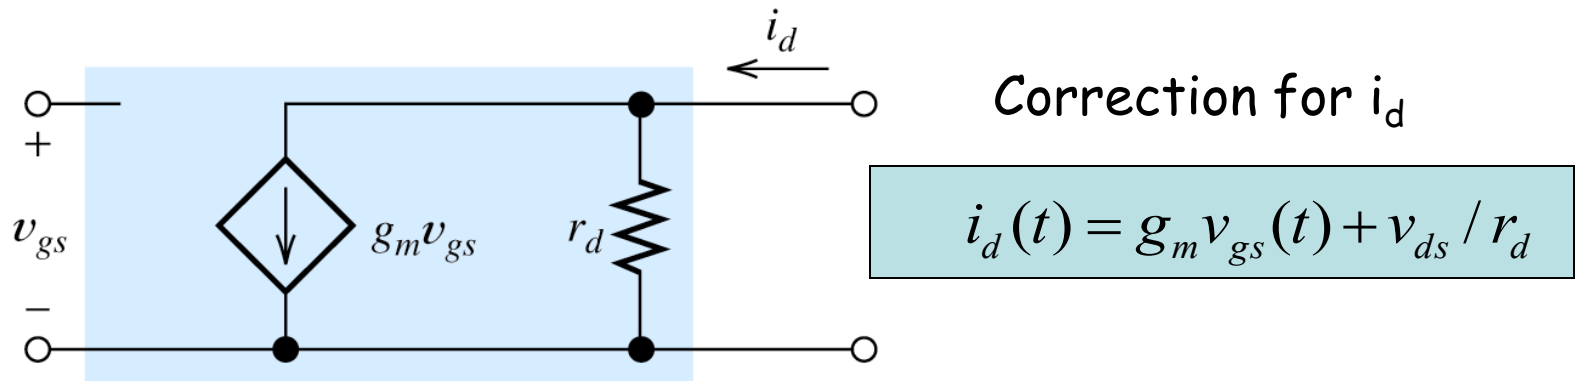 i_d
+
v_gs
−
g_m v_gs
r_d
Correction for i_d
i_d(t) = g_m v_gs(t) + v_ds / r_d